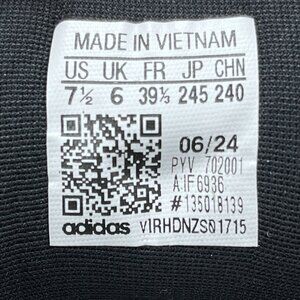 MADE IN VIETNAM
US UK FR JP CHN
7½ 6 39⅓ 245 240
06/24
PYV 702001
A.IF6936
#135018139
adidas V1RHDNZS01715